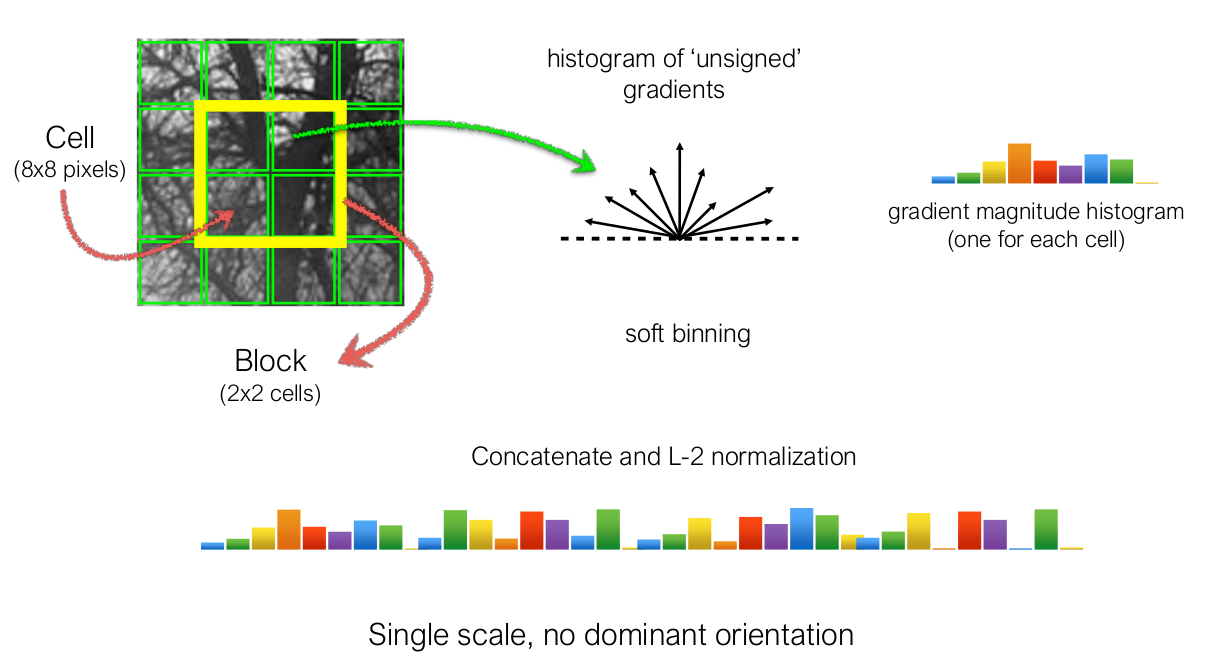 histogram of ‘unsigned’
gradients
Cell
(8x8 pixels)
gradient magnitude histogram
(one for each cell)
soft binning
Block
(2x2 cells)
Concatenate and L-2 normalization
Single scale, no dominant orientation